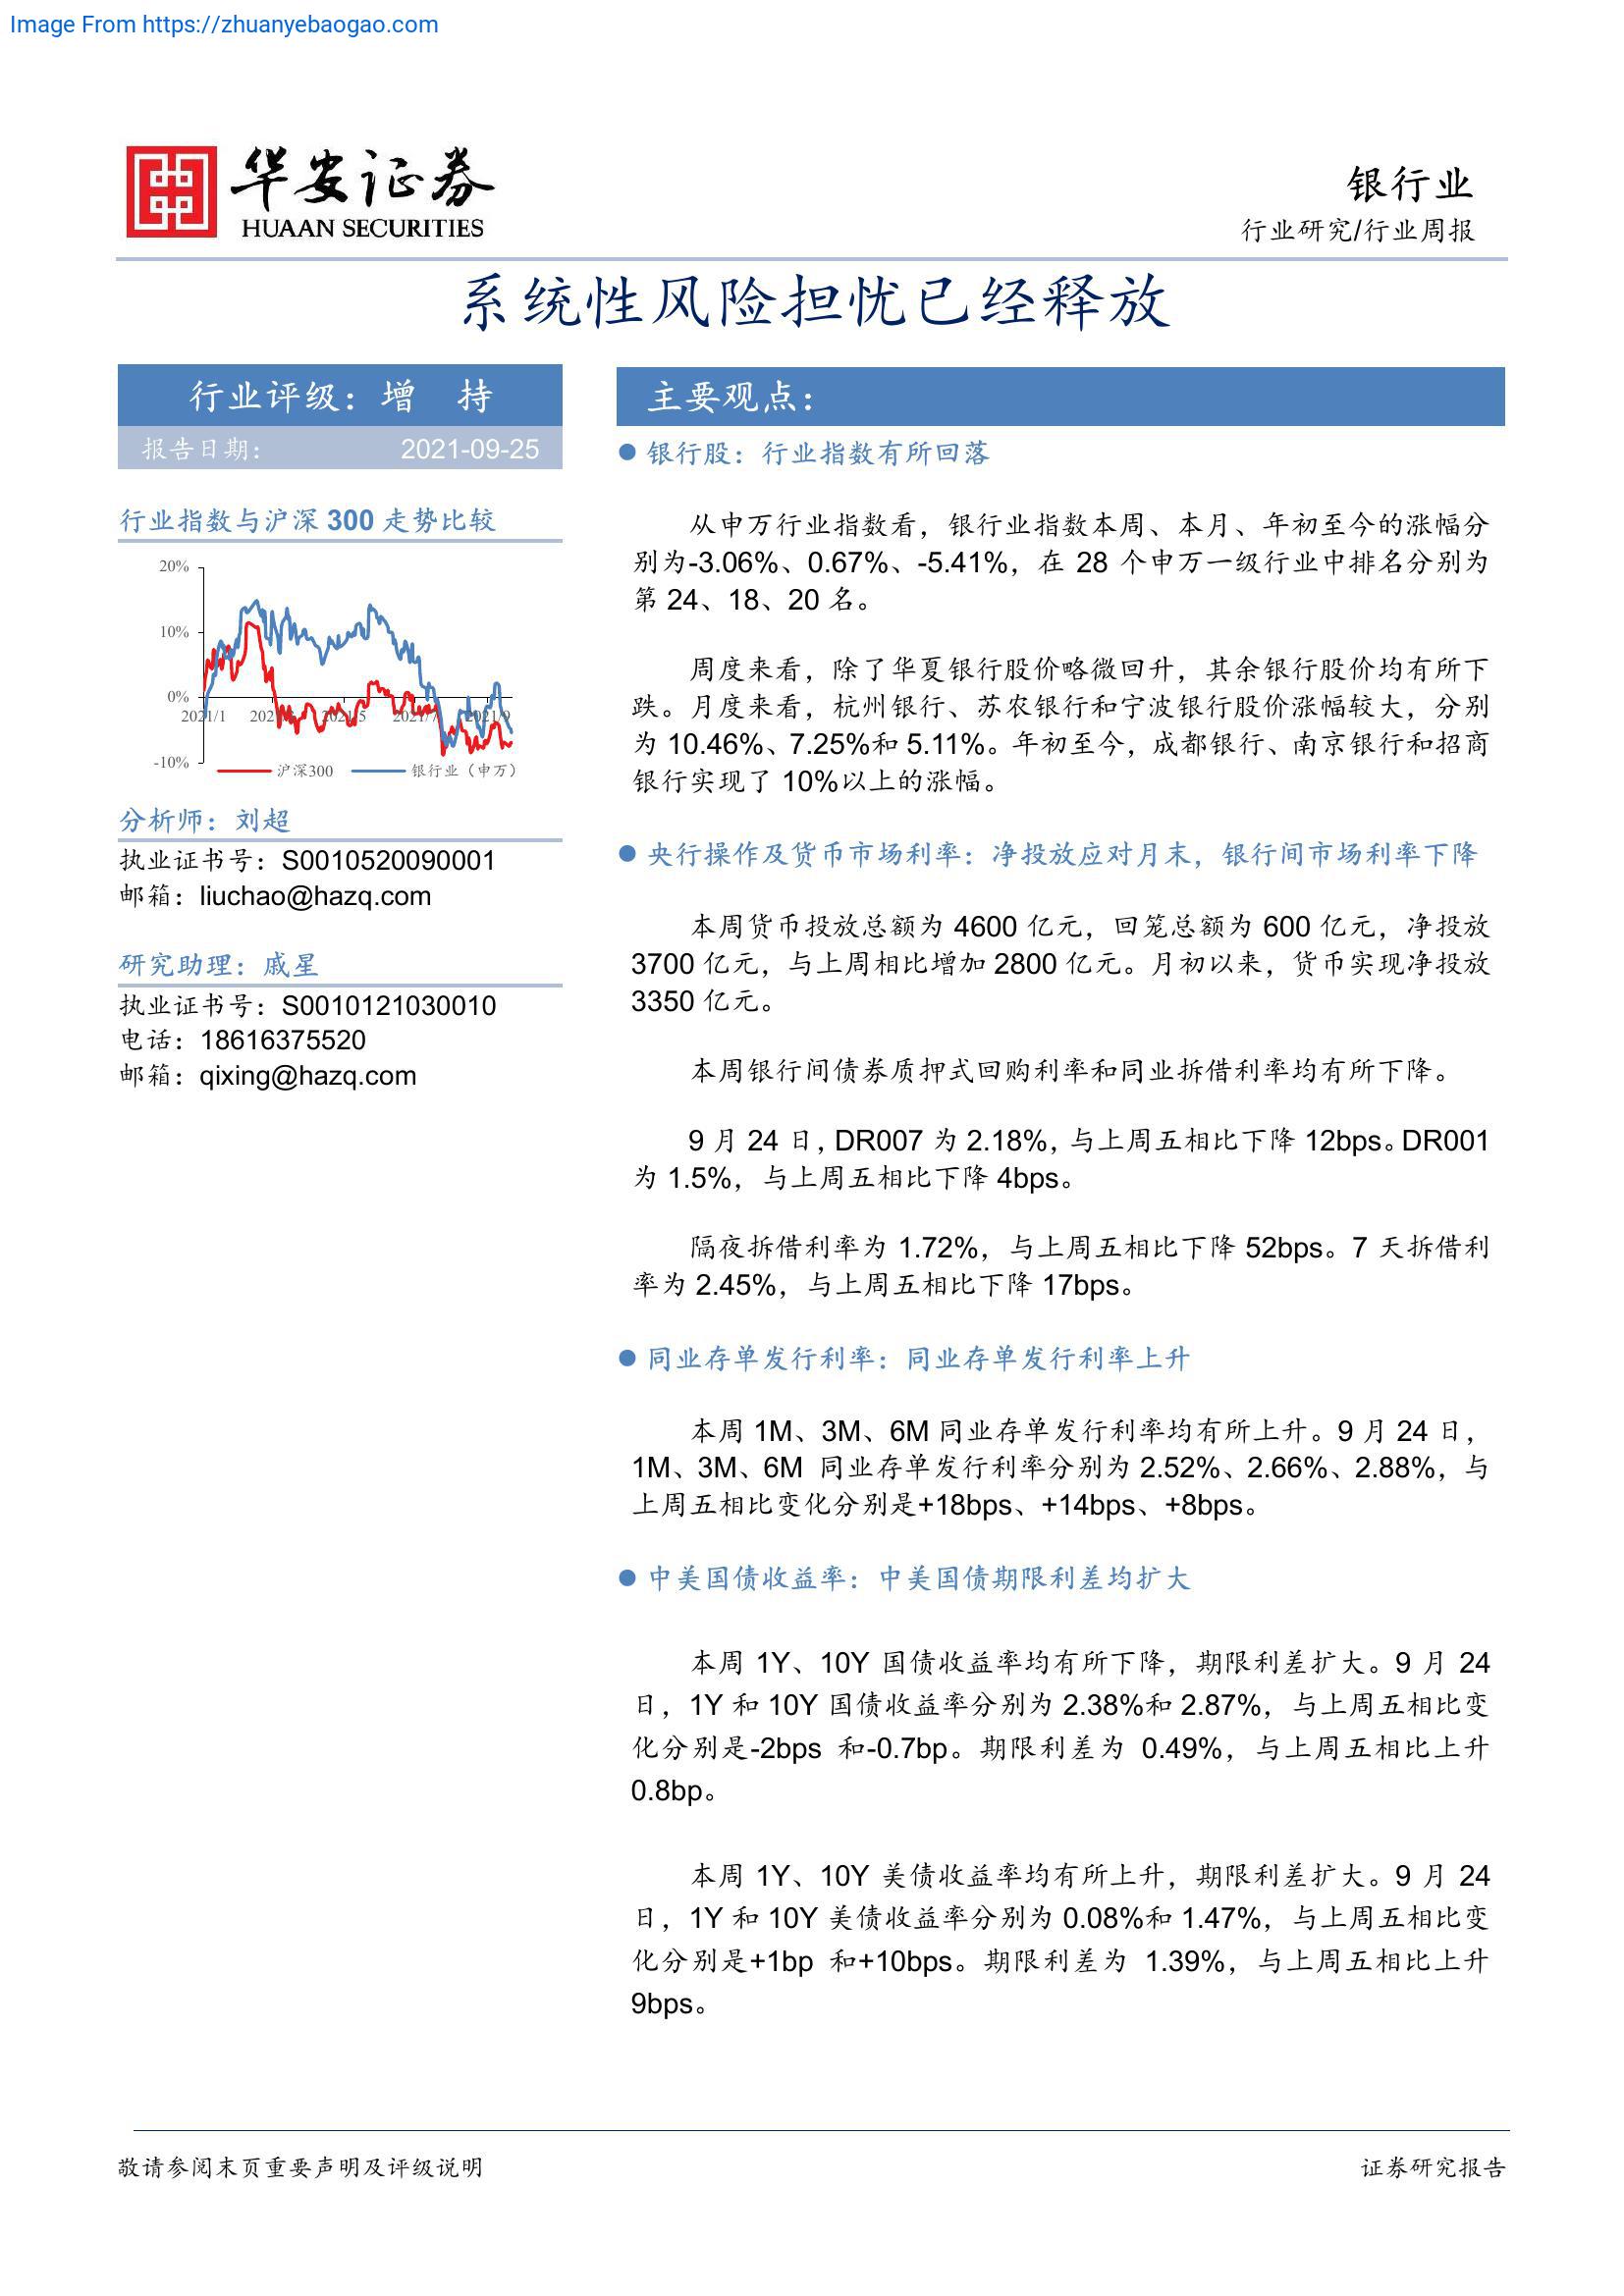 Image From https://zhuanyebaogao.com
华安证券
HUAAN SECURITIES
银行业
行业研究/行业周报
系统性风险担忧已经释放
行业评级：增 持
报告日期： 2021-09-25
行业指数与沪深 300 走势比较
20%
10%
0%
-10%
2021/1
2021/5
2021/7
2021/9
沪深300 银行业（申万）
分析师：刘超
执业证书号：S0010520090001
邮箱：liuchao@hazq.com
研究助理：戚星
执业证书号：S0010121030010
电话：18616375520
邮箱：qixing@hazq.com
主要观点：
银行股：行业指数有所回落
从申万行业指数看，银行业指数本周、本月、年初至今的涨幅分
别为-3.06%、0.67%、-5.41%，在 28 个申万一级行业中排名分别为
第 24、18、20 名。
周度来看，除了华夏银行股价略微回升，其余银行股价均有所下
跌。月度来看，杭州银行、苏农银行和宁波银行股价涨幅较大，分别
为 10.46%、7.25%和 5.11%。年初至今，成都银行、南京银行和招商
银行实现了 10%以上的涨幅。
央行操作及货币市场利率：净投放应对月末，银行间市场利率下降
本周货币投放总额为 4600 亿元，回笼总额为 600 亿元，净投放
3700 亿元，与上周相比增加 2800 亿元。月初以来，货币实现净投放
3350 亿元。
本周银行间债券质押式回购利率和同业拆借利率均有所下降。
9 月 24 日，DR007 为 2.18%，与上周五相比下降 12bps。DR001
为 1.5%，与上周五相比下降 4bps。
隔夜拆借利率为 1.72%，与上周五相比下降 52bps。7 天拆借利
率为 2.45%，与上周五相比下降 17bps。
同业存单发行利率：同业存单发行利率上升
本周 1M、3M、6M 同业存单发行利率均有所上升。9 月 24 日，
1M、3M、6M 同业存单发行利率分别为 2.52%、2.66%、2.88%，与
上周五相比变化分别是+18bps、+14bps、+8bps。
中美国债收益率：中美国债期限利差均扩大
本周 1Y、10Y 国债收益率均有所下降，期限利差扩大。9 月 24
日，1Y 和 10Y 国债收益率分别为 2.38%和 2.87%，与上周五相比变
化分别是-2bps 和-0.7bp。期限利差为 0.49%，与上周五相比上升
0.8bp。
本周 1Y、10Y 美债收益率均有所上升，期限利差扩大。9 月 24
日，1Y 和 10Y 美债收益率分别为 0.08%和 1.47%，与上周五相比变
化分别是+1bp 和+10bps。期限利差为 1.39%，与上周五相比上升
9bps。
敬请参阅末页重要声明及评级说明
证券研究报告